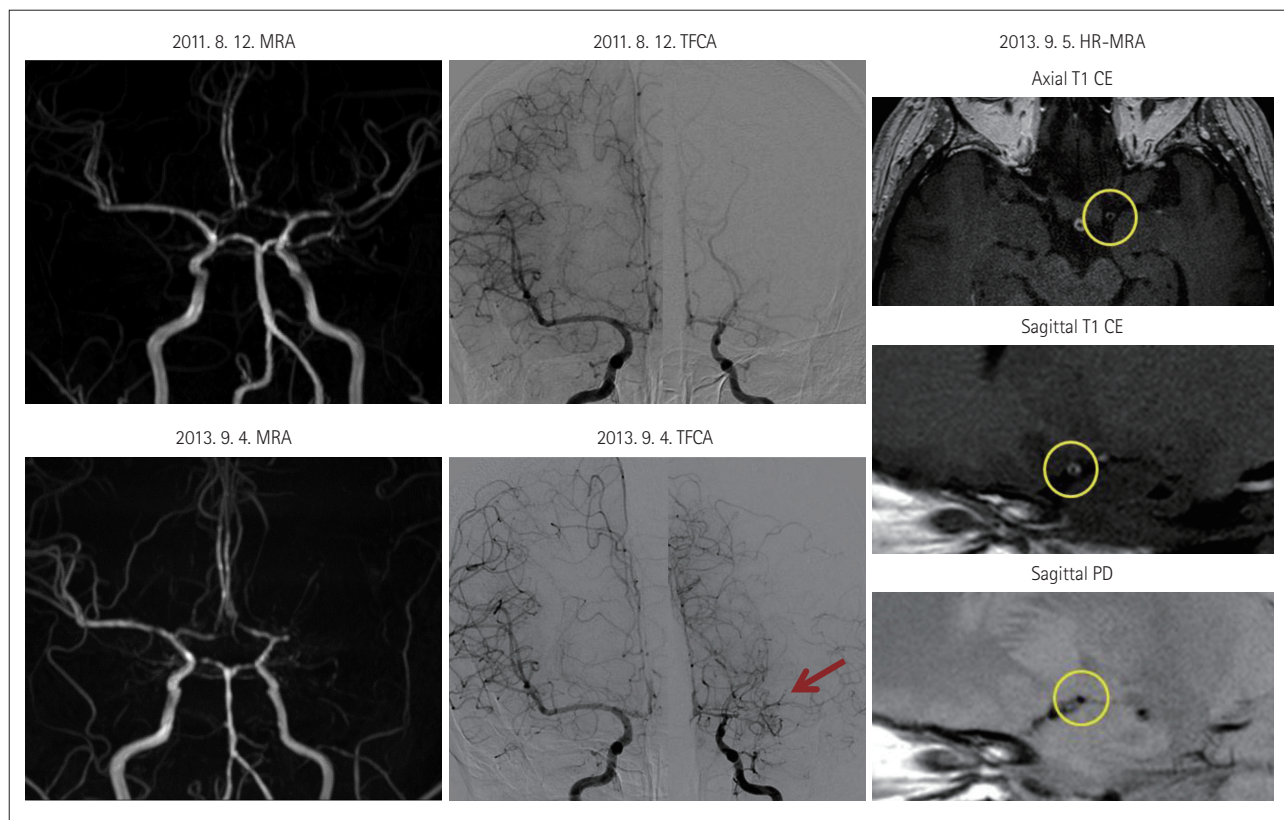 2011. 8. 12. MRA
2011. 8. 12. TFCA
2013. 9. 5. HR-MRA
Axial T1 CE
Sagittal T1 CE
2013. 9. 4. MRA
2013. 9. 4. TFCA
Sagittal PD